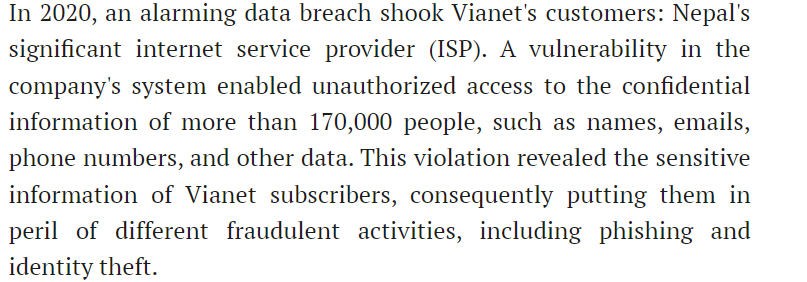 In 2020, an alarming data breach shook Vianet's customers: Nepal's
significant internet service provider (ISP). A vulnerability in the
company's system enabled unauthorized access to the confidential
information of more than 170,000 people, such as names, emails,
phone numbers, and other data. This violation revealed the sensitive
information of Vianet subscribers, consequently putting them in
peril of different fraudulent activities, including phishing and
identity theft.